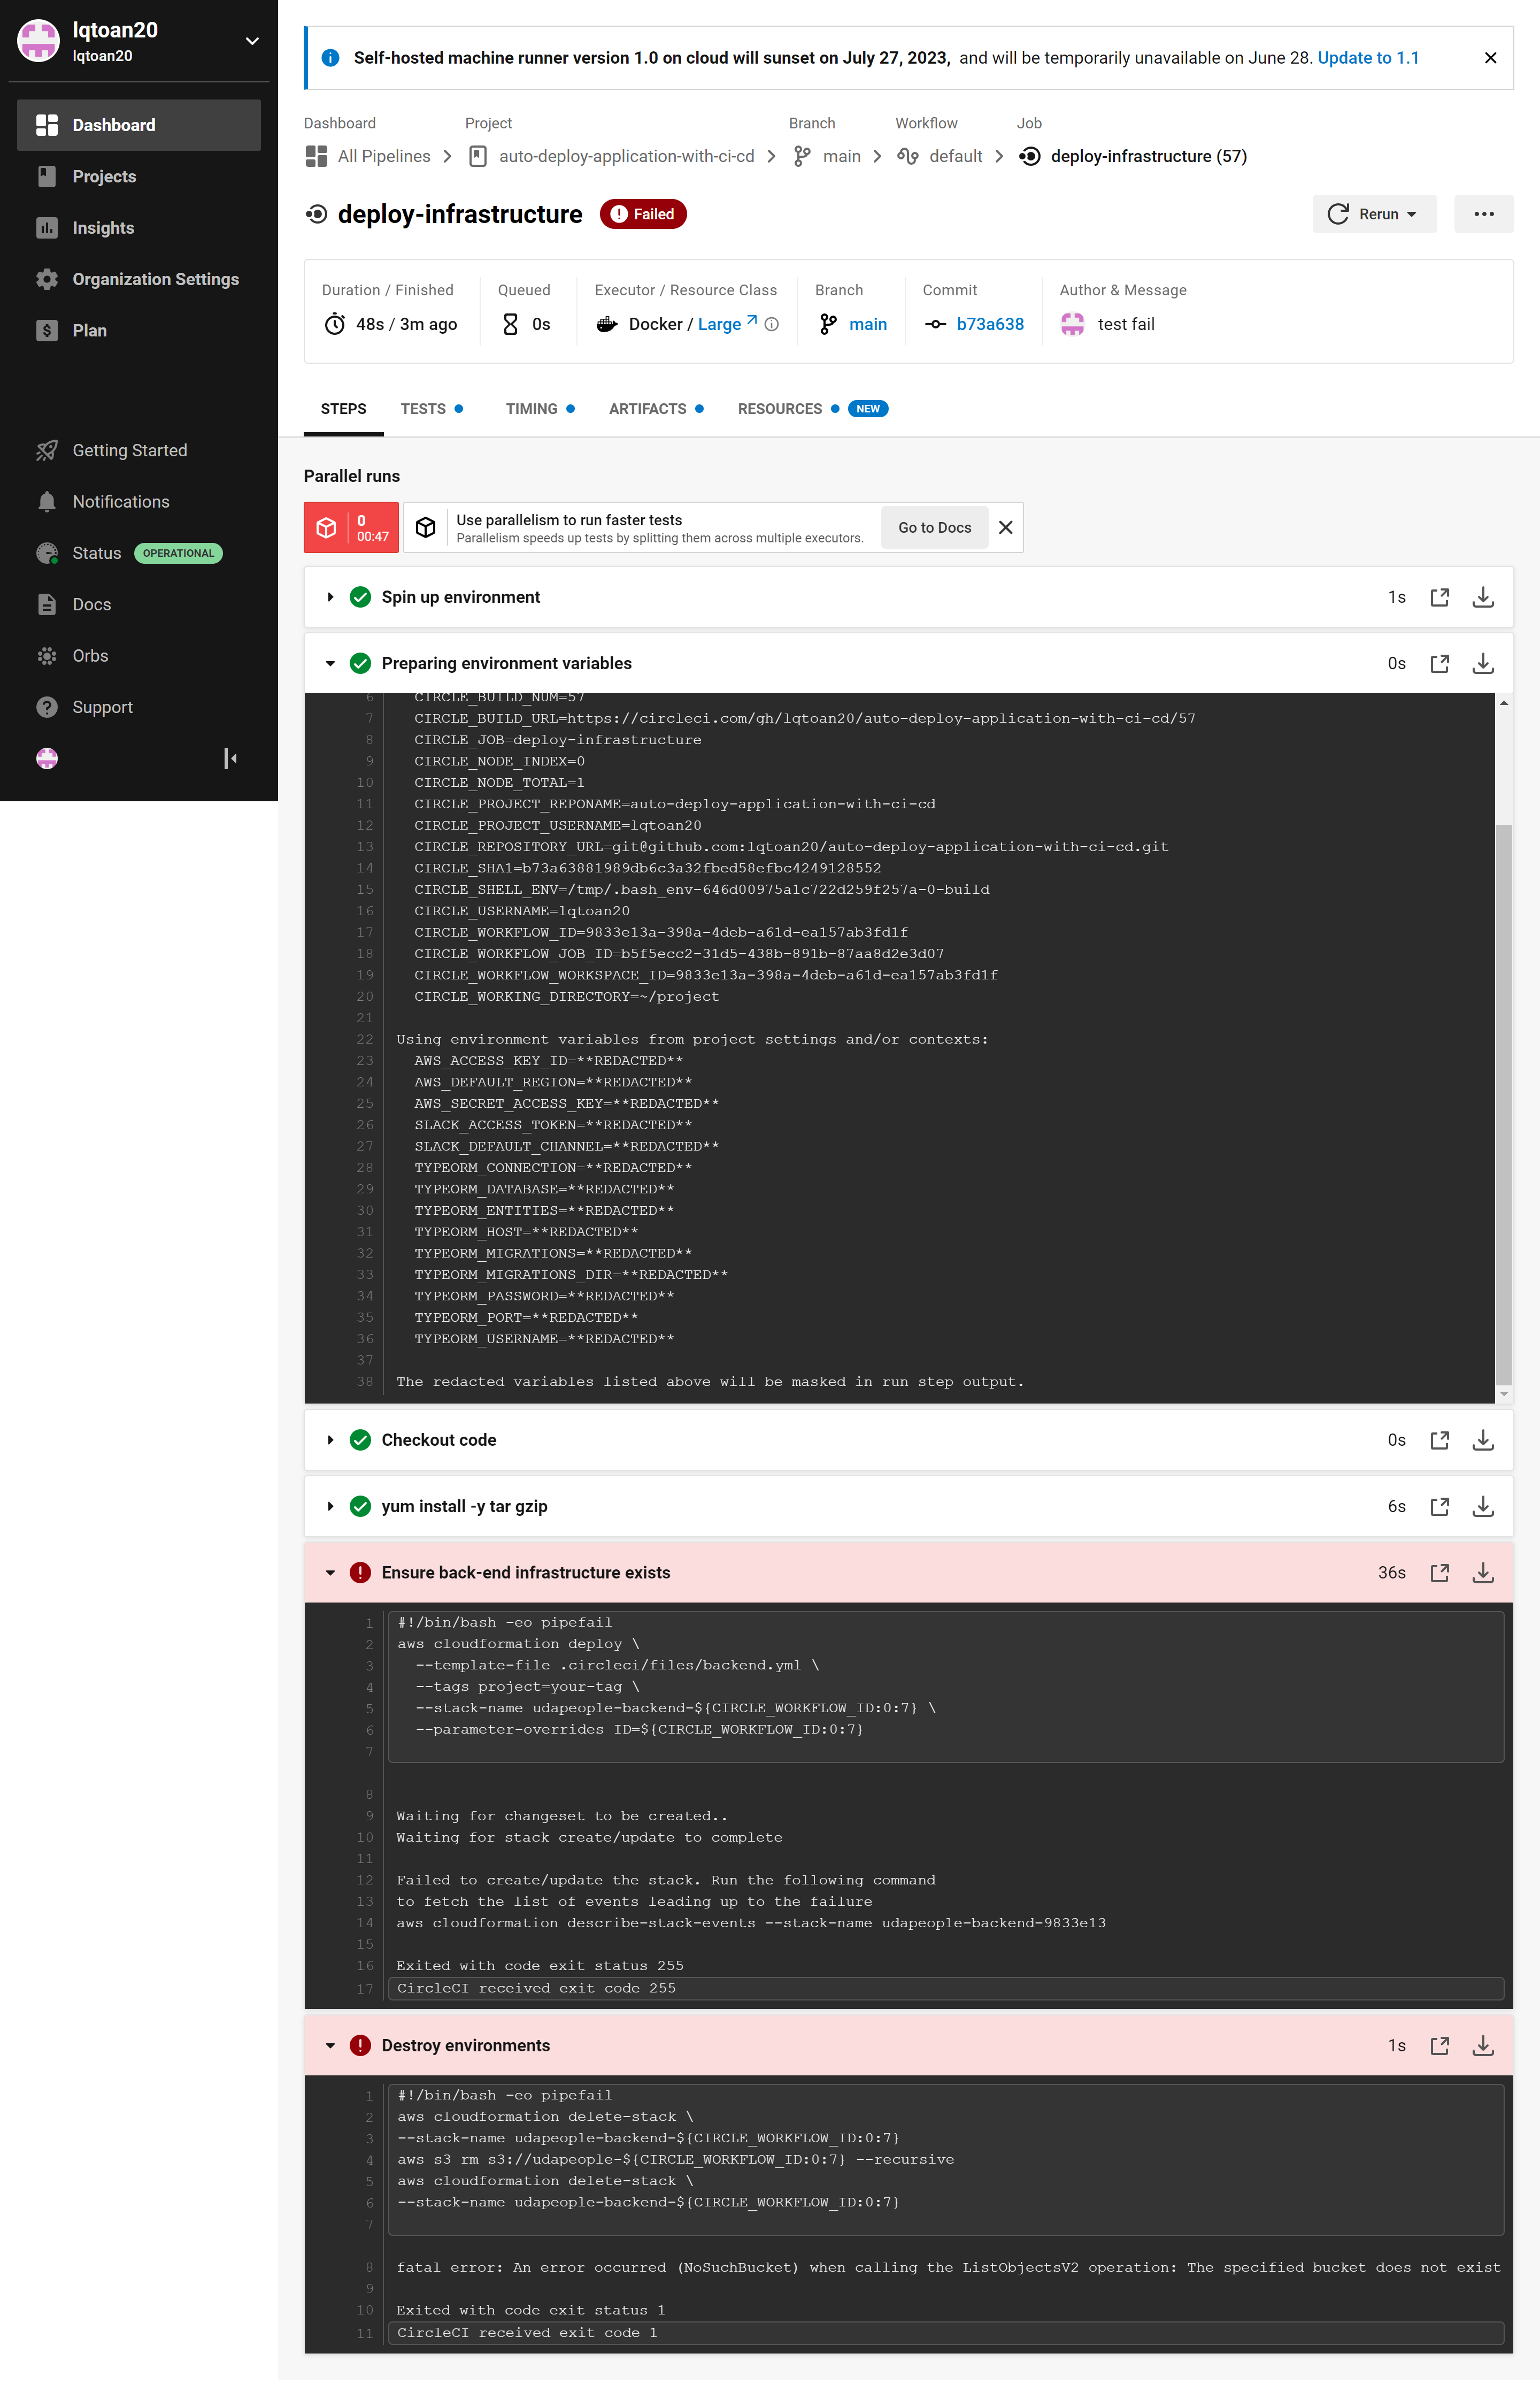 lqtoan20
lqtoan20
Dashboard
Projects
Insights
Organization Settings
Plan
Getting Started
Notifications
Status OPERATIONAL
Docs
Orbs
Support
Self-hosted machine runner version 1.0 on cloud will sunset on July 27, 2023, and will be temporarily unavailable on June 28. Update to 1.1
Dashboard Project Branch Workflow Job
All Pipelines auto-deploy-application-with-ci-cd main default deploy-infrastructure (57)
deploy-infrastructure Failed Rerun
Duration / Finished Queued Executor / Resource Class Branch Commit Author & Message
48s / 3m ago 0s Docker / Large main b73a638 test fail
STEPS TESTS TIMING ARTIFACTS RESOURCES NEW
Parallel runs
0
00:47
Use parallelism to run faster tests
Parallelism speeds up tests by splitting them across multiple executors.
Go to Docs
Spin up environment 1s
Preparing environment variables 0s
6 CIRCLE_BUILD_NUM=57
7 CIRCLE_BUILD_URL=https://circleci.com/gh/lqtoan20/auto-deploy-application-with-ci-cd/57
8 CIRCLE_JOB=deploy-infrastructure
9 CIRCLE_NODE_INDEX=0
10 CIRCLE_NODE_TOTAL=1
11 CIRCLE_PROJECT_REPONAME=auto-deploy-application-with-ci-cd
12 CIRCLE_PROJECT_USERNAME=lqtoan20
13 CIRCLE_REPOSITORY_URL=git@github.com:lqtoan20/auto-deploy-application-with-ci-cd.git
14 CIRCLE_SHA1=b73a63881989db6c3a32fbed58efbc4249128552
15 CIRCLE_SHELL_ENV=/tmp/.bash_env-646d00975a1c722d259f257a-0-build
16 CIRCLE_USERNAME=lqtoan20
17 CIRCLE_WORKFLOW_ID=9833e13a-398a-4deb-a61d-ea157ab3fd1f
18 CIRCLE_WORKFLOW_JOB_ID=b5f5ecc2-31d5-438b-891b-87aa8d2e3d07
19 CIRCLE_WORKFLOW_WORKSPACE_ID=9833e13a-398a-4deb-a61d-ea157ab3fd1f
20 CIRCLE_WORKING_DIRECTORY=~/project
21
22 Using environment variables from project settings and/or contexts:
23 AWS_ACCESS_KEY_ID=**REDACTED**
24 AWS_DEFAULT_REGION=**REDACTED**
25 AWS_SECRET_ACCESS_KEY=**REDACTED**
26 SLACK_ACCESS_TOKEN=**REDACTED**
27 SLACK_DEFAULT_CHANNEL=**REDACTED**
28 TYPEORM_CONNECTION=**REDACTED**
29 TYPEORM_DATABASE=**REDACTED**
30 TYPEORM_ENTITIES=**REDACTED**
31 TYPEORM_HOST=**REDACTED**
32 TYPEORM_MIGRATIONS=**REDACTED**
33 TYPEORM_MIGRATIONS_DIR=**REDACTED**
34 TYPEORM_PASSWORD=**REDACTED**
35 TYPEORM_PORT=**REDACTED**
36 TYPEORM_USERNAME=**REDACTED**
37
38 The redacted variables listed above will be masked in run step output.
Checkout code 0s
yum install -y tar gzip 6s
Ensure back-end infrastructure exists 36s
1 #!/bin/bash -eo pipefail
2 aws cloudformation deploy \
3 --template-file .circleci/files/backend.yml \
4 --tags project=your-tag \
5 --stack-name udapeople-backend-${CIRCLE_WORKFLOW_ID:0:7} \
6 --parameter-overrides ID=${CIRCLE_WORKFLOW_ID:0:7}
7
8
9 Waiting for changeset to be created..
10 Waiting for stack create/update to complete
11
12 Failed to create/update the stack. Run the following command
13 to fetch the list of events leading up to the failure
14 aws cloudformation describe-stack-events --stack-name udapeople-backend-9833e13
15
16 Exited with code exit status 255
17 CircleCI received exit code 255
Destroy environments 1s
1 #!/bin/bash -eo pipefail
2 aws cloudformation delete-stack \
3 --stack-name udapeople-backend-${CIRCLE_WORKFLOW_ID:0:7}
4 aws s3 rm s3://udapeople-${CIRCLE_WORKFLOW_ID:0:7} --recursive
5 aws cloudformation delete-stack \
6 --stack-name udapeople-backend-${CIRCLE_WORKFLOW_ID:0:7}
7
8 fatal error: An error occurred (NoSuchBucket) when calling the ListObjectsV2 operation: The specified bucket does not exist
9
10 Exited with code exit status 1
11 CircleCI received exit code 1